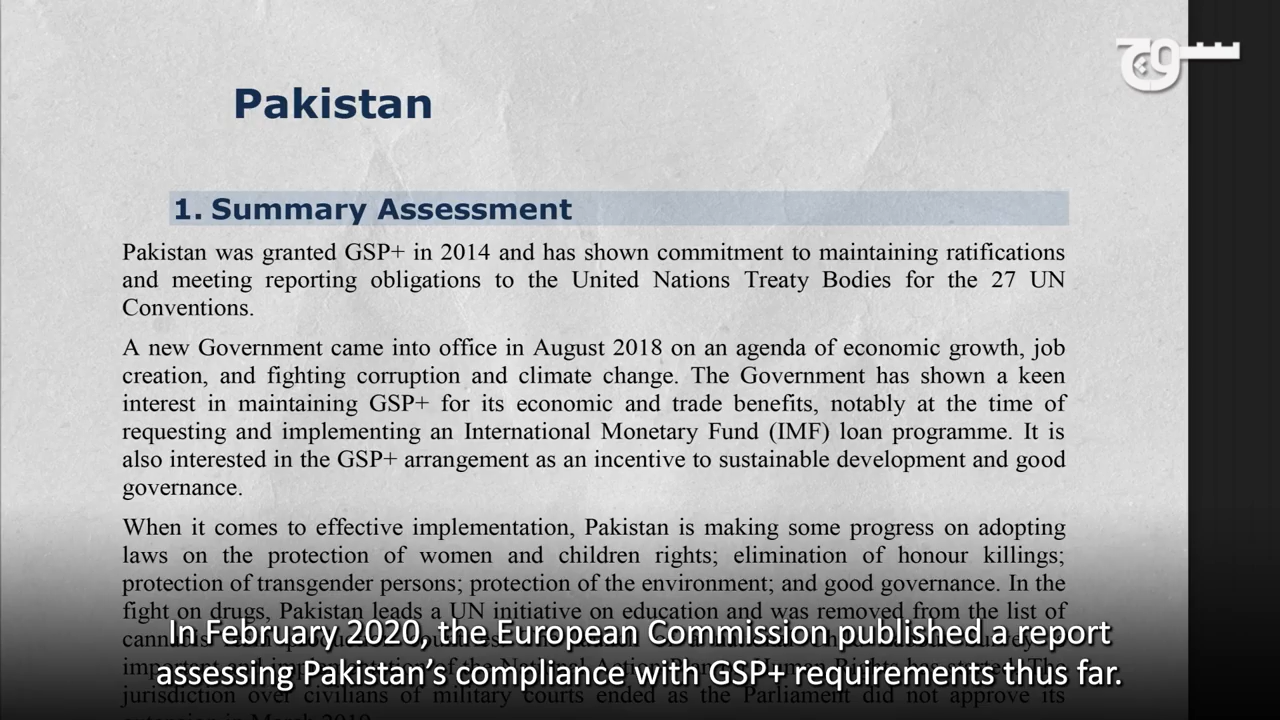 سوچ
Pakistan
1. Summary Assessment
Pakistan was granted GSP+ in 2014 and has shown commitment to maintaining ratifications
and meeting reporting obligations to the United Nations Treaty Bodies for the 27 UN
Conventions.
A new Government came into office in August 2018 on an agenda of economic growth, job
creation, and fighting corruption and climate change. The Government has shown a keen
interest in maintaining GSP+ for its economic and trade benefits, notably at the time of
requesting and implementing an International Monetary Fund (IMF) loan programme. It is
also interested in the GSP+ arrangement as an incentive to sustainable development and good
governance.
When it comes to effective implementation, Pakistan is making some progress on adopting
laws on the protection of women and children rights; elimination of honour killings;
protection of transgender persons; protection of the environment; and good governance. In the
fight on drugs, Pakistan leads a UN initiative on education and was removed from the list of
jurisdiction over civilians of military courts ended as the Parliament did not approve its
In February 2020, the European Commission published a report
assessing Pakistan’s compliance with GSP+ requirements thus far.